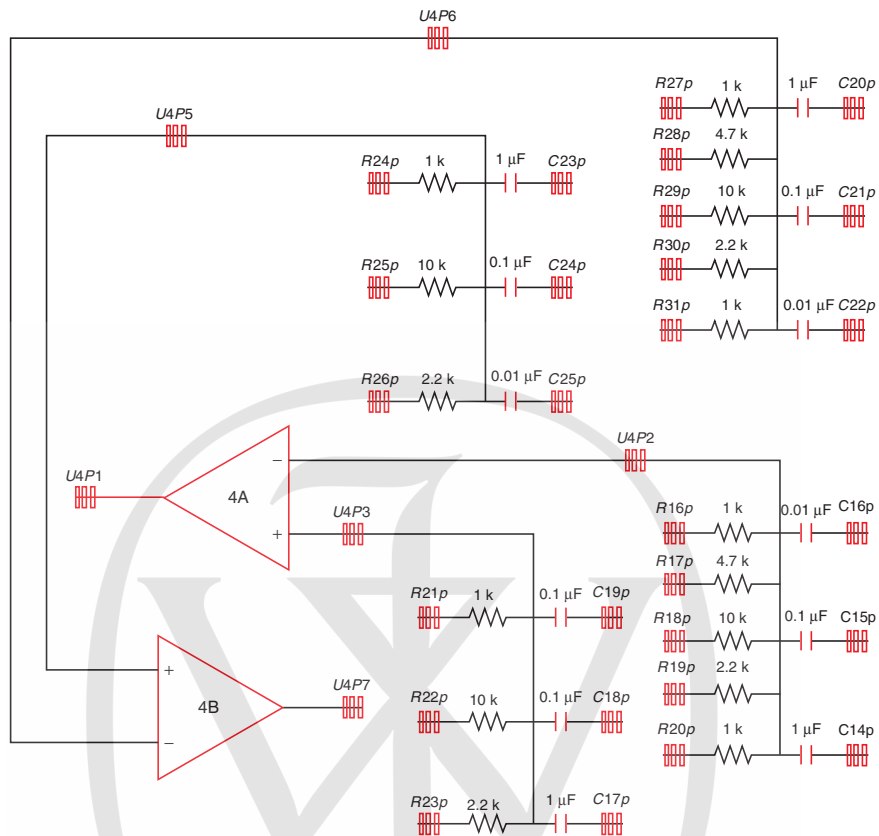 U4P6
R27p 1 k 1 μF C20p
U4P5
R28p 4.7 k
R24p 1 k 1 μF C23p
R29p 10 k 0.1 μF C21p
R30p 2.2 k
R25p 10 k 0.1 μF C24p
R31p 1 k 0.01 μF C22p
R26p 2.2 k 0.01 μF C25p
U4P2
U4P1 4A −
U4P3
+
R16p 1 k 0.01 μF C16p
R17p 4.7 k
R21p 1 k 0.1 μF C19p
R18p 10 k 0.1 μF C15p
+
R19p 2.2 k
4B U4P7
R22p 10 k 0.1 μF C18p
−
R20p 1 k 1 μF C14p
R23p 2.2 k 1 μF C17p